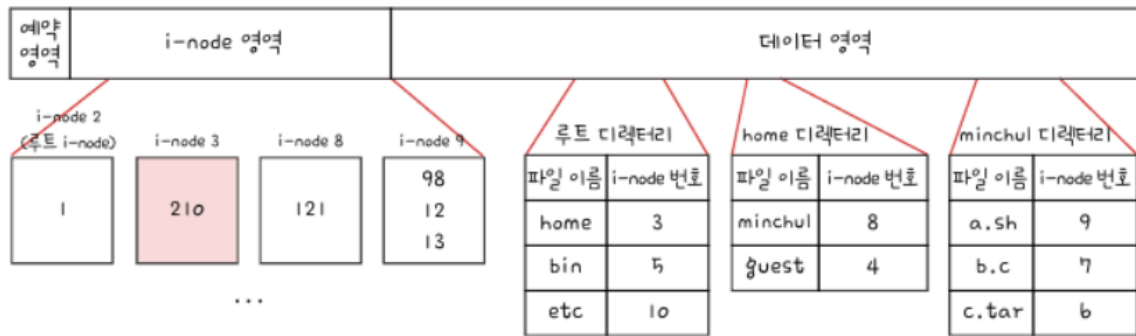 예약
영역
i-node 영역
데이터 영역
i-node 2
(루트 i-node)
i-node 3
i-node 8
i-node 9
1
210
121
98
12
13
...
루트 디렉터리
파일 이름 i-node 번호
home 3
bin 5
etc 10
home 디렉터리
파일 이름 i-node 번호
minchul 8
guest 4
minchul 디렉터리
파일 이름 i-node 번호
a.sh 9
b.c 7
c.tar 6